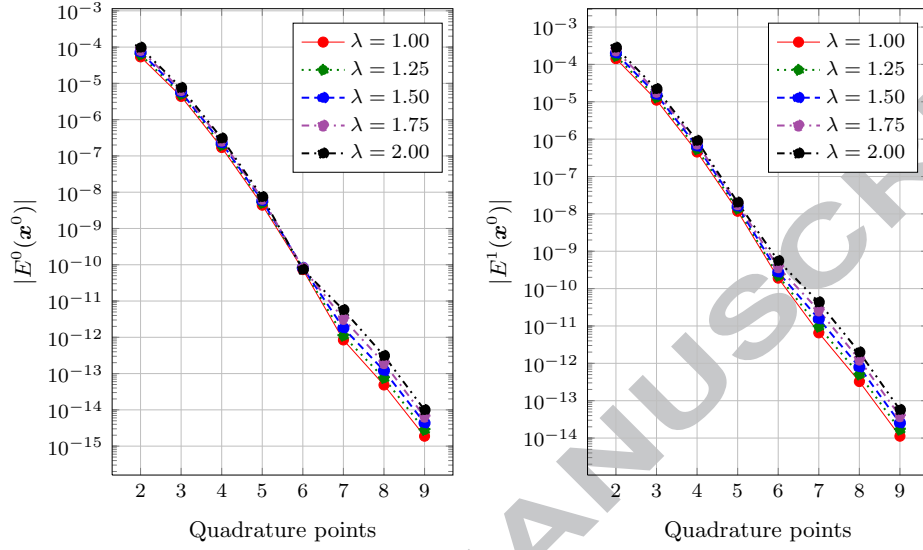 |E^0(x^0)|
10^{-3}
10^{-4}
10^{-5}
10^{-6}
10^{-7}
10^{-8}
10^{-9}
10^{-10}
10^{-11}
10^{-12}
10^{-13}
10^{-14}
10^{-15}
2 3 4 5 6 7 8 9
Quadrature points
λ = 1.00
λ = 1.25
λ = 1.50
λ = 1.75
λ = 2.00
|E^1(x^0)|
10^{-3}
10^{-4}
10^{-5}
10^{-6}
10^{-7}
10^{-8}
10^{-9}
10^{-10}
10^{-11}
10^{-12}
10^{-13}
10^{-14}
2 3 4 5 6 7 8 9
Quadrature points
λ = 1.00
λ = 1.25
λ = 1.50
λ = 1.75
λ = 2.00
ANUSCR